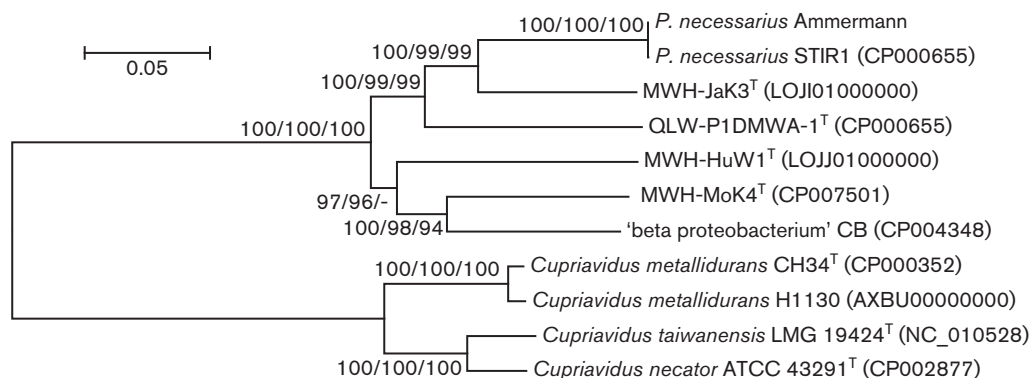 100/100/100 P. necessarius Ammermann
100/99/99 P. necessarius STIR1 (CP000655)
0.05
100/99/99 MWH-JaK3T (LOJI01000000)
100/100/100 QLW-P1DMWA-1T (CP000655)
MWH-HuW1T (LOJJ01000000)
97/96/- MWH-MoK4T (CP007501)
100/98/94 ‘beta proteobacterium’ CB (CP004348)
100/100/100 Cupriavidus metallidurans CH34T (CP000352)
Cupriavidus metallidurans H1130 (AXBU00000000)
Cupriavidus taiwanensis LMG 19424T (NC_010528)
100/100/100 Cupriavidus necator ATCC 43291T (CP002877)